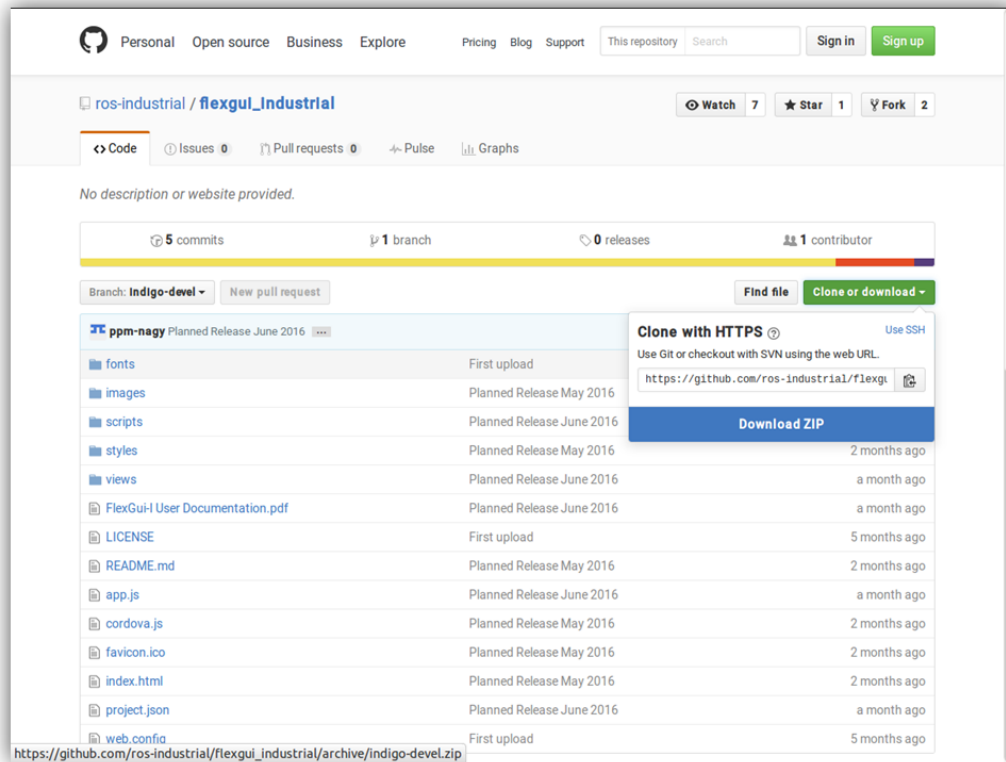 Personal Open source Business Explore Pricing Blog Support This repository Search Sign in Sign up
ros-industrial / flexgui_industrial Watch 7 Star 1 Fork 2
Code Issues 0 Pull requests 0 Pulse Graphs
No description or website provided.
5 commits 1 branch 0 releases 1 contributor
Branch: indigo-devel New pull request Find file Clone or download
ppm-nagy Planned Release June 2016 ...
Clone with HTTPS ? Use SSH
Use Git or checkout with SVN using the web URL.
https://github.com/ros-industrial/flexgu
Download ZIP
fonts First upload
images Planned Release May 2016
scripts Planned Release June 2016
styles Planned Release May 2016 2 months ago
views Planned Release June 2016 a month ago
FlexGui-I User Documentation.pdf Planned Release June 2016 a month ago
LICENSE First upload 5 months ago
README.md Planned Release May 2016 2 months ago
app.js Planned Release June 2016 a month ago
cordova.js Planned Release May 2016 2 months ago
favicon.ico Planned Release May 2016 2 months ago
index.html Planned Release May 2016 2 months ago
project.json Planned Release June 2016 a month ago
web.config First upload 5 months ago
https://github.com/ros-industrial/flexgui_industrial/archive/indigo-devel.zip